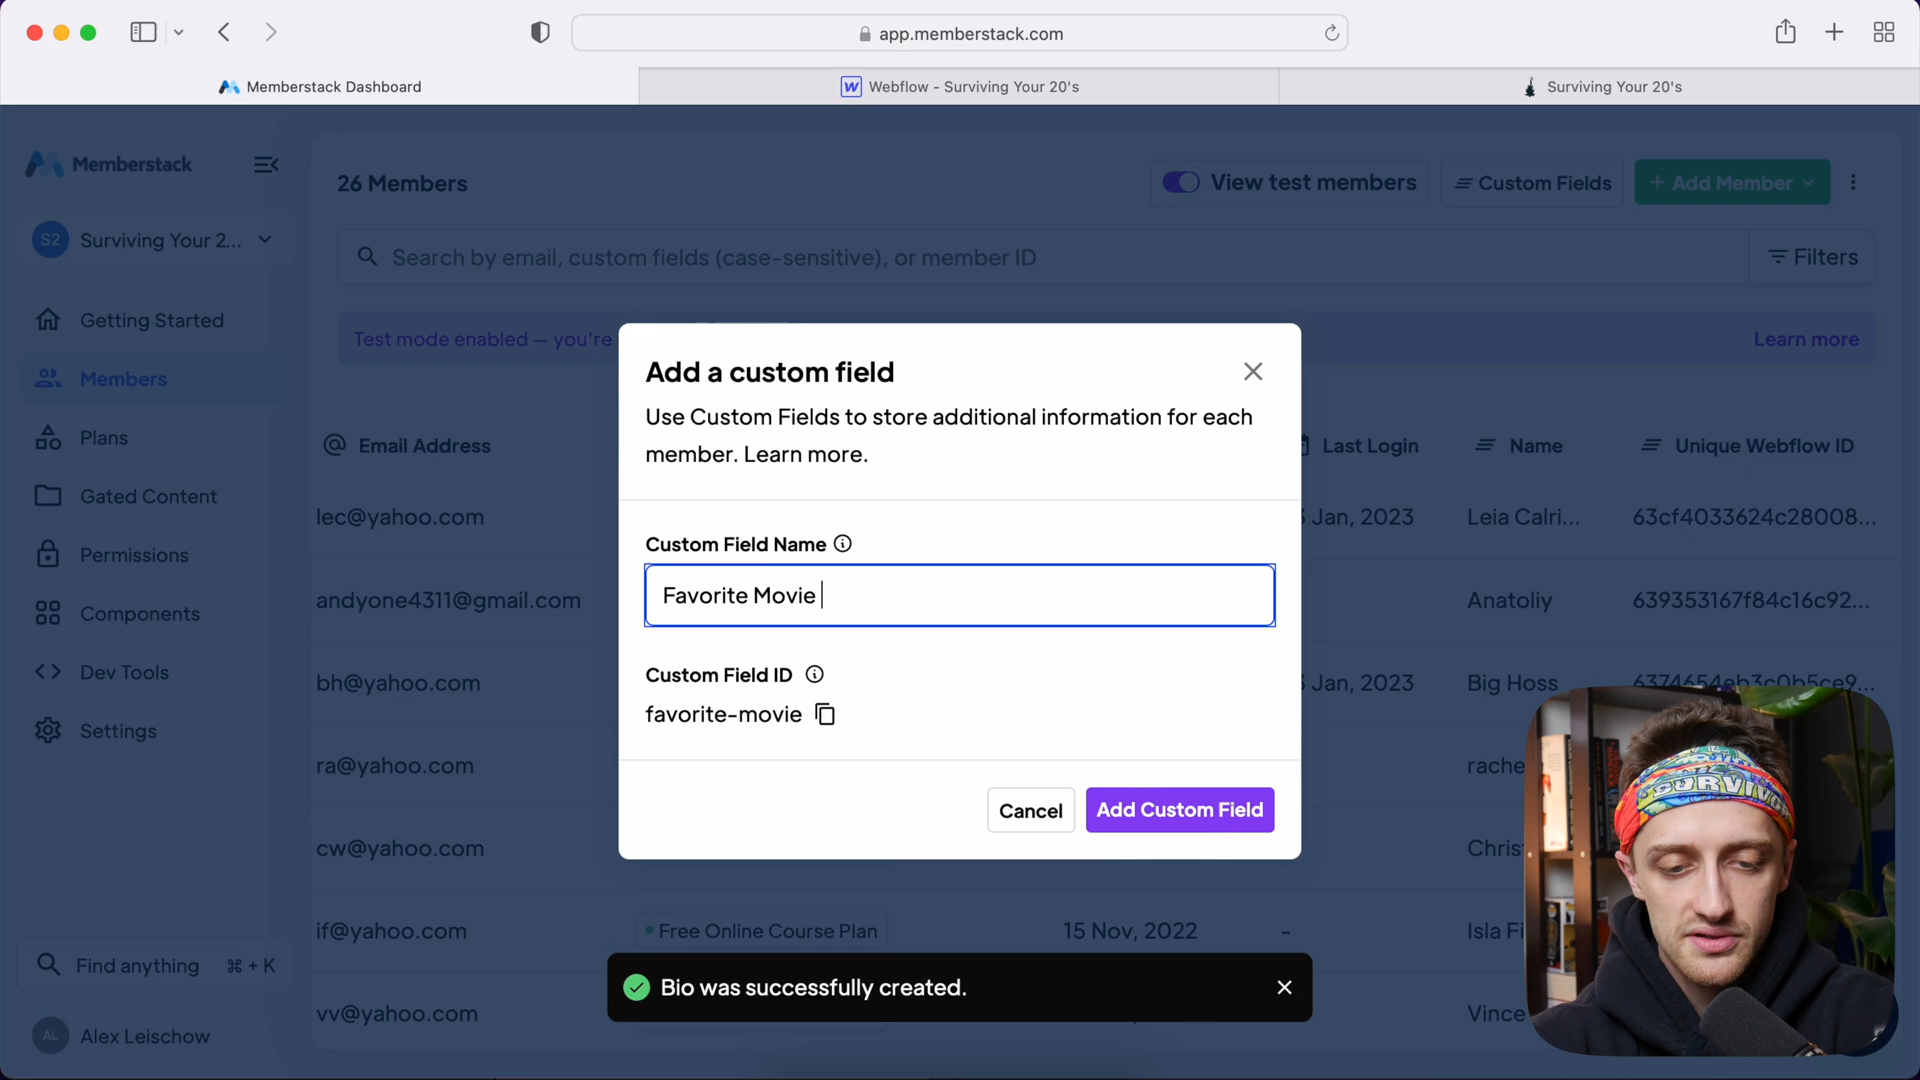 app.memberstack.com
Memberstack Dashboard
Webflow - Surviving Your 20's
Surviving Your 20's
Memberstack
S2 Surviving Your 2...
Getting Started
Members
Plans
Gated Content
Permissions
Components
Dev Tools
Settings
Find anything ⌘ + K
AL Alex Leischow
26 Members
View test members
Custom Fields
+ Add Member
Search by email, custom fields (case-sensitive), or member ID
Filters
Test mode enabled — you're
Learn more
Email Address
Last Login
Name
Unique Webflow ID
lec@yahoo.com
Jan, 2023
Leia Calri...
63cf4033624c28008...
andyone4311@gmail.com
Anatoliy
639353167f84c16c92...
bh@yahoo.com
Jan, 2023
Big Hoss
6374654eb3c0b5ce9...
ra@yahoo.com
rache
cw@yahoo.com
Chris
if@yahoo.com
Free Online Course Plan
15 Nov, 2022
-
Isla Fi
vv@yahoo.com
Vince
Add a custom field
Use Custom Fields to store additional information for each
member. Learn more.
Custom Field Name
Favorite Movie
Custom Field ID
favorite-movie
Cancel
Add Custom Field
Bio was successfully created.
SURVIVOR